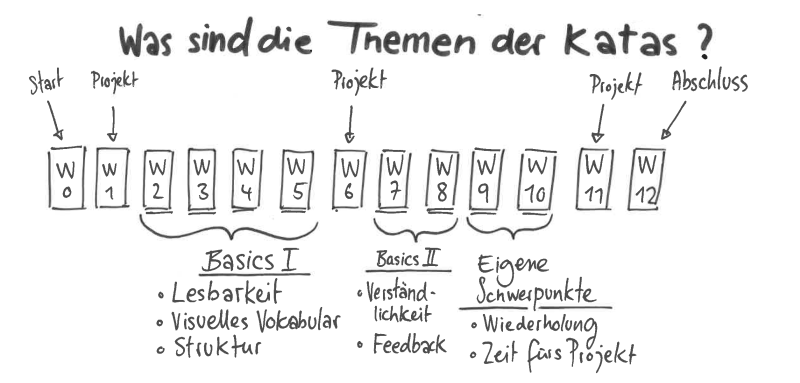 Was sind die Themen der Katas ?
Start Projekt Projekt Projekt Abschluss
W W W W W W W W W W W W W
0 1 2 3 4 5 6 7 8 9 10 11 12
Basics I
• Lesbarkeit
• Visuelles Vokabular
• Struktur
Basics II
• Verständ-
lichkeit
• Feedback
Eigene
Schwerpunkte
• Wiederholung
• Zeit fürs Projekt